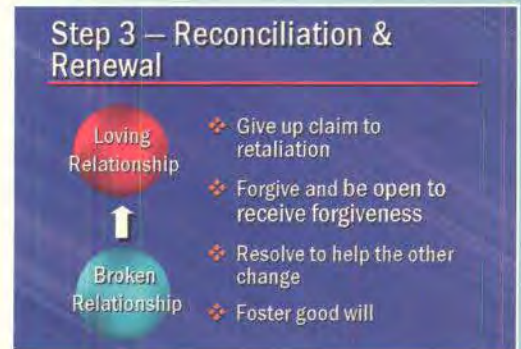 Step 3 – Reconciliation &
Renewal
Loving
Relationship
Broken
Relationship
❖ Give up claim to
retaliation
❖ Forgive and be open to
receive forgiveness
❖ Resolve to help the other
change
❖ Foster good will